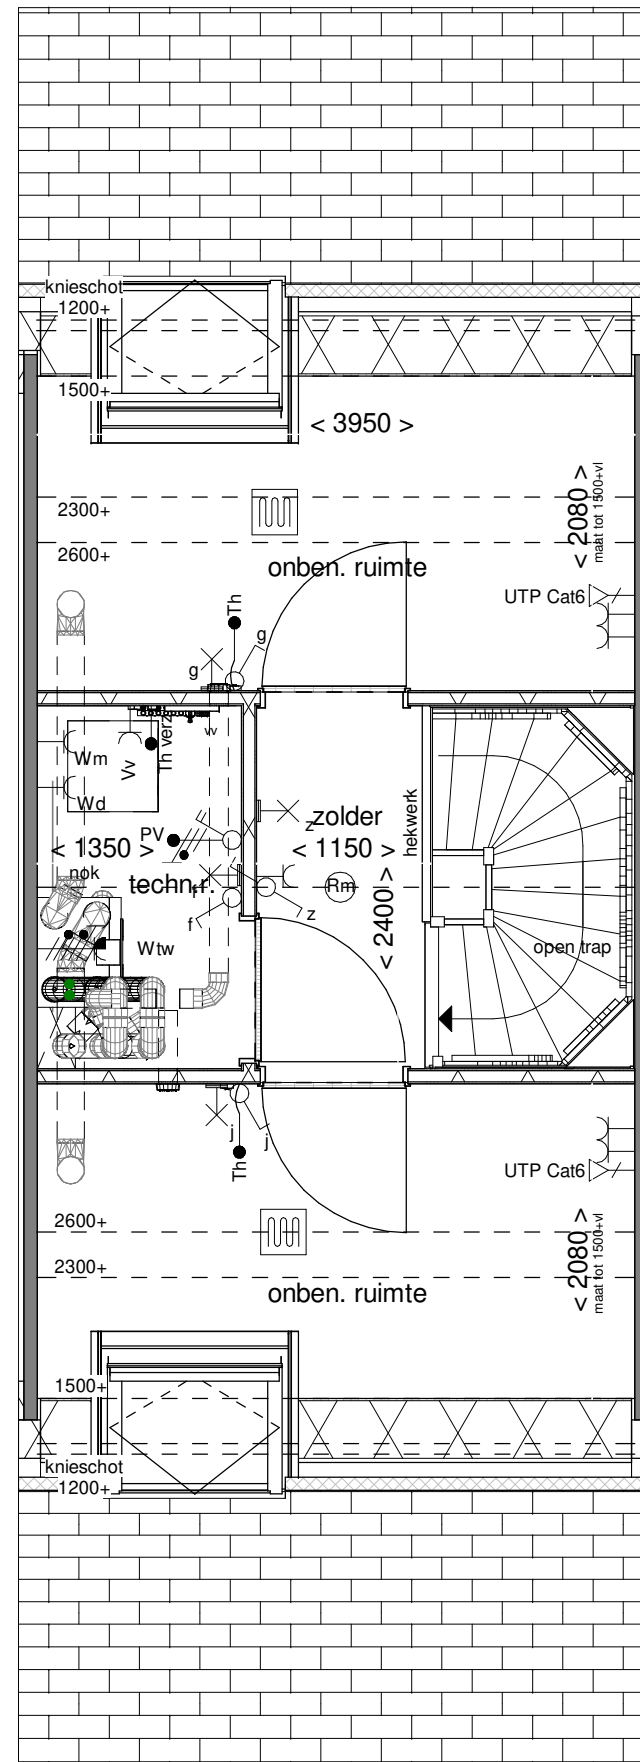 knieschot
1200+
1500+
< 3950 >
2300+
2600+
< 2080 >
maat tot 1500+vl
onben. ruimte
UTP Cat6
Th
g
g
Wm
Vv
Th verz
vv
Wd
zolder
z
PV
< 1350 >
< 1150 >
hekwerk
nok
techn.r.
f
Rm
f
z
< 2400 >
open trap
Wtw
j
j
Th
UTP Cat6
2600+
< 2080 >
maat tot 1500+vl
2300+
onben. ruimte
1500+
knieschot
1200+